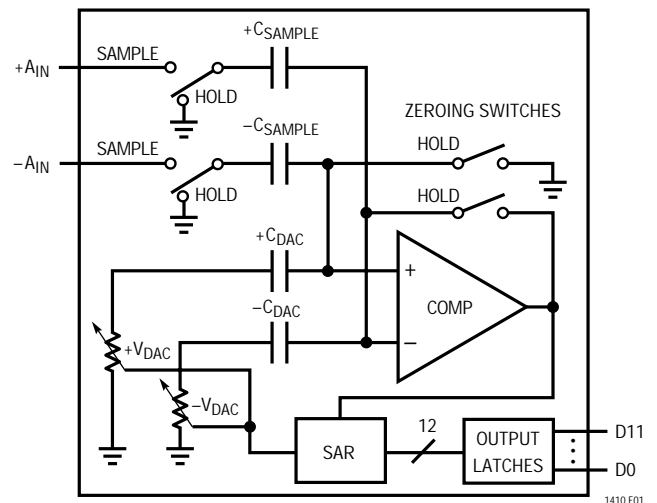 +CSAMPLE
+AIN
SAMPLE
HOLD
–CSAMPLE
ZEROING SWITCHES
–AIN
SAMPLE
HOLD
HOLD
HOLD
+CDAC
+
COMP
–CDAC
–
+VDAC
–VDAC
SAR
12
OUTPUT
LATCHES
D11
D0
1410 F01